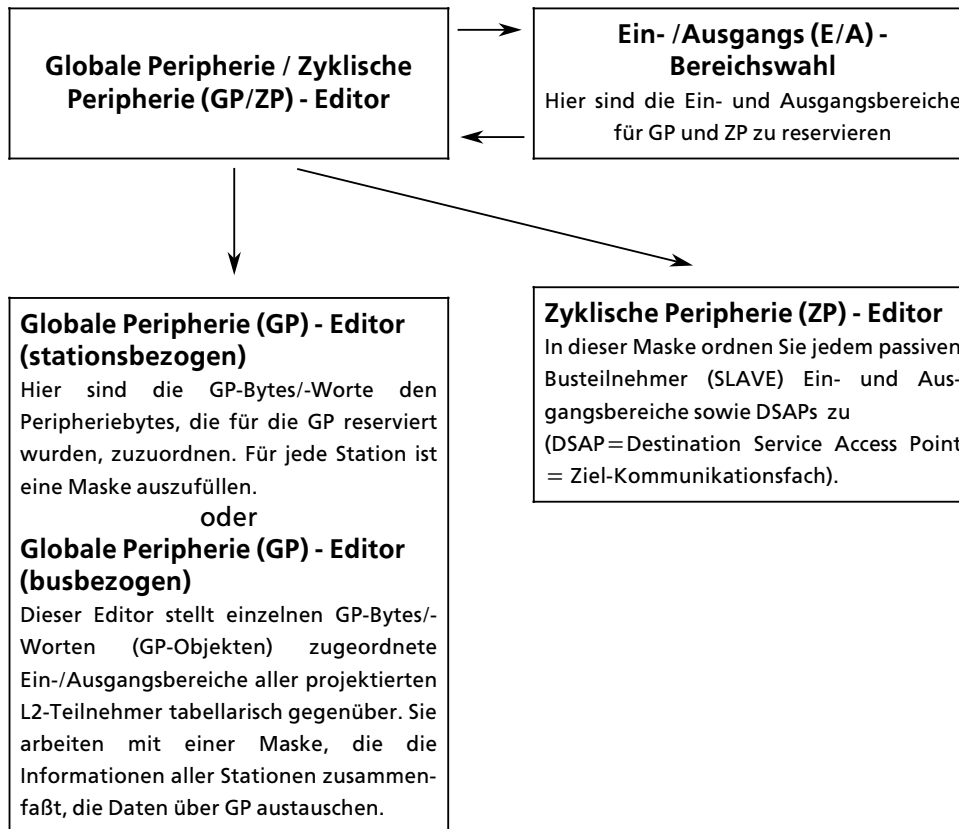 Globale Peripherie / Zyklische
Peripherie (GP/ZP) - Editor
Ein- /Ausgangs (E/A) -
Bereichswahl
Hier sind die Ein- und Ausgangsbereiche
für GP und ZP zu reservieren
Globale Peripherie (GP) - Editor
(stationsbezogen)
Hier sind die GP-Bytes/-Worte den
Peripheriebytes, die für die GP reserviert
wurden, zuzuordnen. Für jede Station ist
eine Maske auszufüllen.
oder
Globale Peripherie (GP) - Editor
(busbezogen)
Dieser Editor stellt einzelnen GP-Bytes/-
Worten (GP-Objekten) zugeordnete
Ein-/Ausgangsbereiche aller projektierten
L2-Teilnehmer tabellarisch gegenüber. Sie
arbeiten mit einer Maske, die die
Informationen aller Stationen zusammen-
faßt, die Daten über GP austauschen.
Zyklische Peripherie (ZP) - Editor
In dieser Maske ordnen Sie jedem passiven
Busteilnehmer (SLAVE) Ein- und Aus-
gangsbereiche sowie DSAPs zu
(DSAP=Destination Service Access Point
= Ziel-Kommunikationsfach).